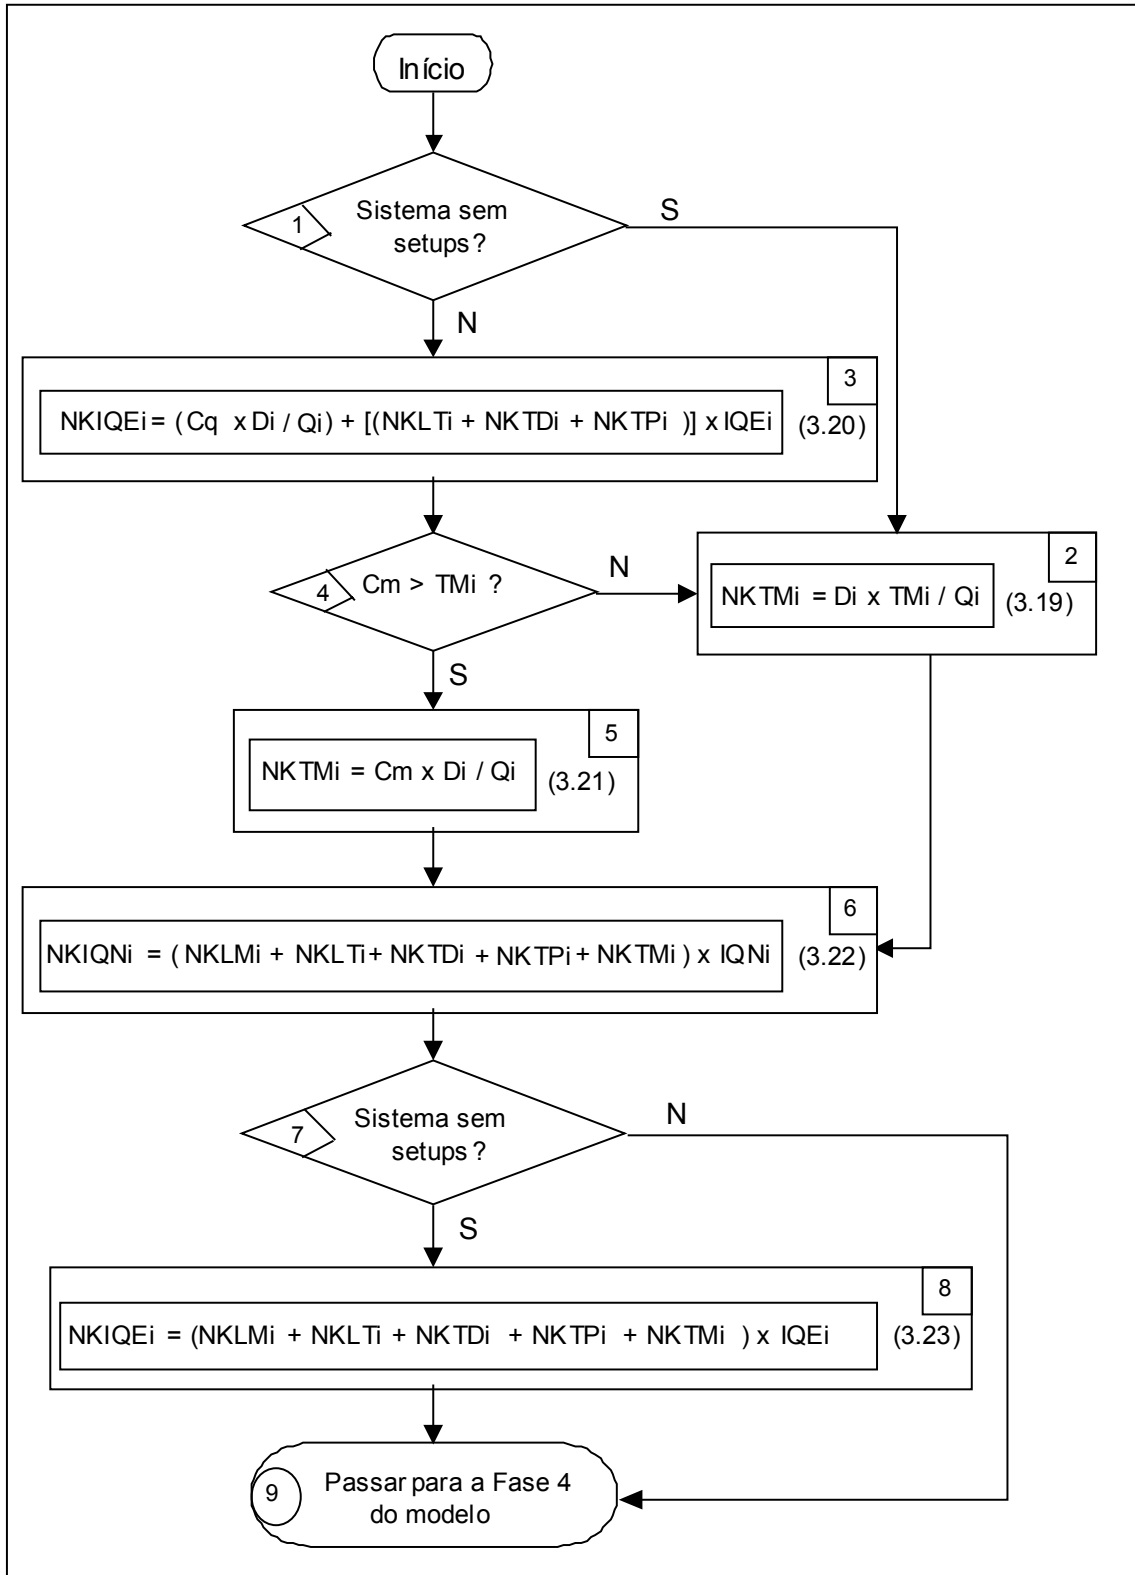 Início
1
Sistema sem
setups?
S
N
3
NKIQEi = (Cq x Di / Qi) + [(NKLTi + NKTDi + NKTPi )] x IQEi
(3.20)
4
Cm > TMi ?
N
2
NKTMi = Di x TMi / Qi
(3.19)
S
5
NKTMi = Cm x Di / Qi
(3.21)
6
NKIQNi = ( NKLMi + NKLTi + NKTDi + NKTPi + NKTMi ) x IQNi
(3.22)
7
Sistema sem
setups?
N
S
8
NKIQEi = (NKLMi + NKLTi + NKTDi + NKTPi + NKTMi ) x IQEi
(3.23)
9
Passar para a Fase 4
do modelo